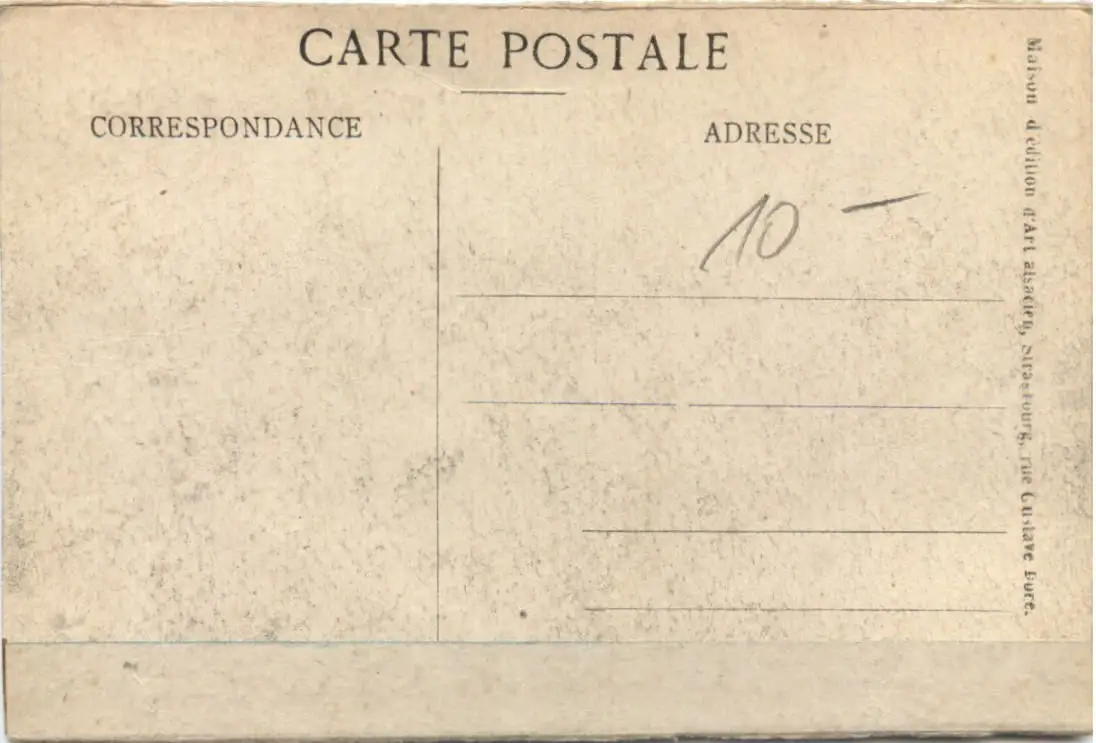 CARTE POSTALE
CORRESPONDANCE
ADRESSE
10 –
Maison d'édition d'Art alsacien, Strasbourg, rue Gustave Doré.